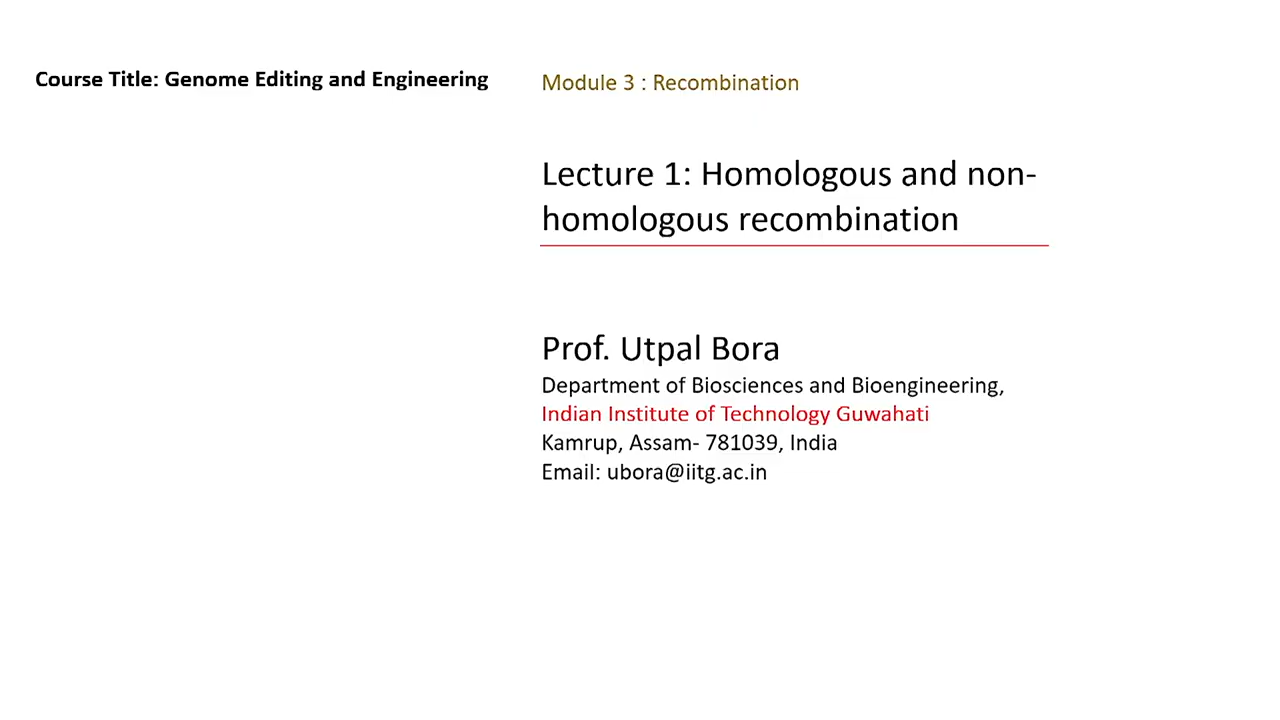 Course Title: Genome Editing and Engineering
Module 3 : Recombination
Lecture 1: Homologous and non-
homologous recombination
Prof. Utpal Bora
Department of Biosciences and Bioengineering,
Indian Institute of Technology Guwahati
Kamrup, Assam- 781039, India
Email: ubora@iitg.ac.in